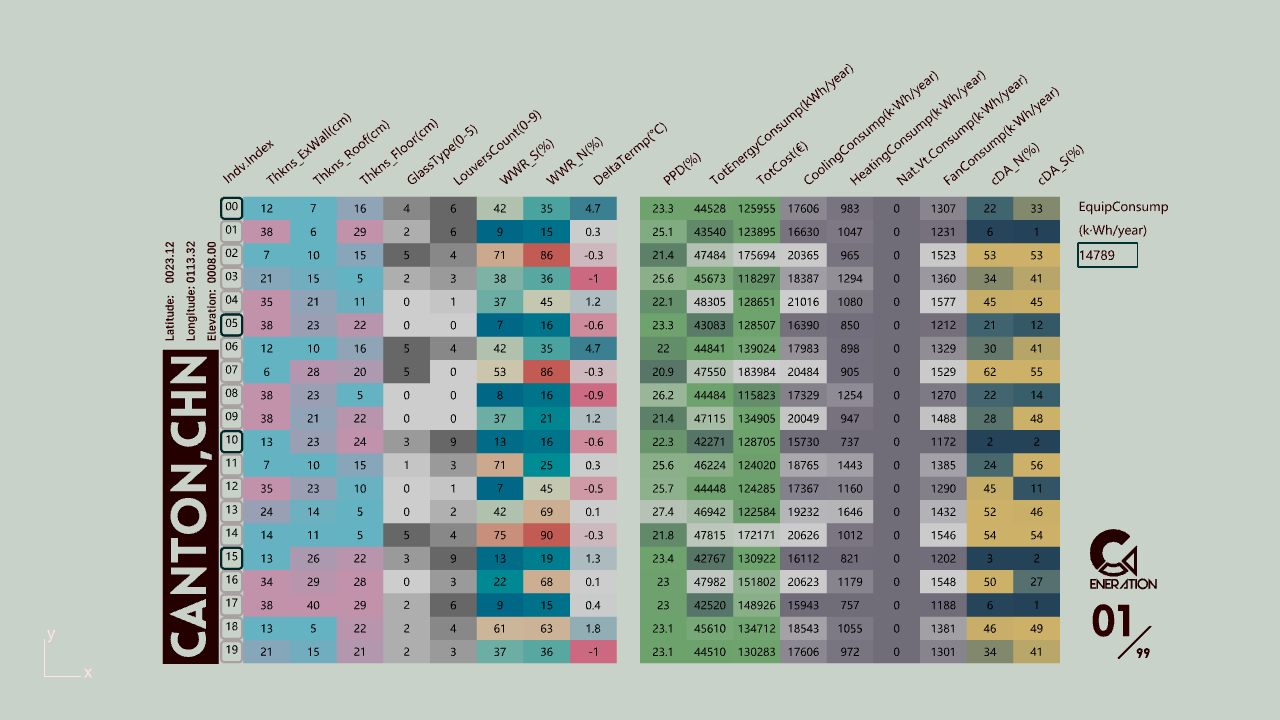 Indv.Index Thkns_ExWall(cm) Thkns_Roof(cm) Thkns_Floor(cm) GlassType(0-5) LouversCount(0-9) WWR_S(%) WWR_N(%) DeltaTermp(°C) PPD(%) TotEnergyConsump(kWh/year) TotCost(€) CoolingConsump(k·Wh/year) HeatingConsump(k·Wh/year) Nat.Vt.Consump(k·Wh/year) FanConsump(k·Wh/year) cDA_N(%) cDA_S(%)
00 12 7 16 4 6 42 35 4.7 23.3 44528 125955 17606 983 0 1307 22 33
01 38 6 29 2 6 9 15 0.3 25.1 43540 123895 16630 1047 0 1231 6 1
02 7 10 15 5 4 71 86 -0.3 21.4 47484 175694 20365 965 0 1523 53 53
03 21 15 5 2 3 38 36 -1 25.6 45673 118297 18387 1294 0 1360 34 41
04 35 21 11 0 1 37 45 1.2 22.1 48305 128651 21016 1080 0 1577 45 45
05 38 23 22 0 0 7 16 -0.6 23.3 43083 128507 16390 850 0 1212 21 12
06 12 10 16 5 4 42 35 4.7 22 44841 139024 17983 898 0 1329 30 41
07 6 28 20 5 0 53 86 -0.3 20.9 47550 183984 20484 905 0 1529 62 55
08 38 23 5 0 0 8 16 -0.9 26.2 44484 115823 17329 1254 0 1270 22 14
09 38 21 22 0 0 37 21 1.2 21.4 47115 134905 20049 947 0 1488 28 48
10 13 23 24 3 9 13 16 -0.6 22.3 42271 128705 15730 737 0 1172 2 2
11 7 10 15 1 3 71 25 0.3 25.6 46224 124020 18765 1443 0 1385 24 56
12 35 23 10 0 1 7 45 -0.5 25.7 44448 124285 17367 1160 0 1290 45 11
13 24 14 5 0 2 42 69 0.1 27.4 46942 122584 19232 1646 0 1432 52 46
14 14 11 5 5 4 75 90 -0.3 21.8 47815 172171 20626 1012 0 1546 54 54
15 13 26 22 3 9 13 19 1.3 23.4 42767 130922 16112 821 0 1202 3 2
16 34 29 28 0 3 22 68 0.1 23 47982 151802 20623 1179 0 1548 50 27
17 38 40 29 2 6 9 15 0.4 23 42520 148926 15943 757 0 1188 6 1
18 13 5 22 2 4 61 63 1.8 23.1 45610 134712 18543 1055 0 1381 46 49
19 21 15 21 2 3 37 36 -1 23.1 44510 130283 17606 972 0 1301 34 41
EquipConsump
(k·Wh/year)
14789
Latitude: 0023.12
Longitude: 0113.32
Elevation: 0008.00
CANTON,CHN
ENERATION
01/99
y
x